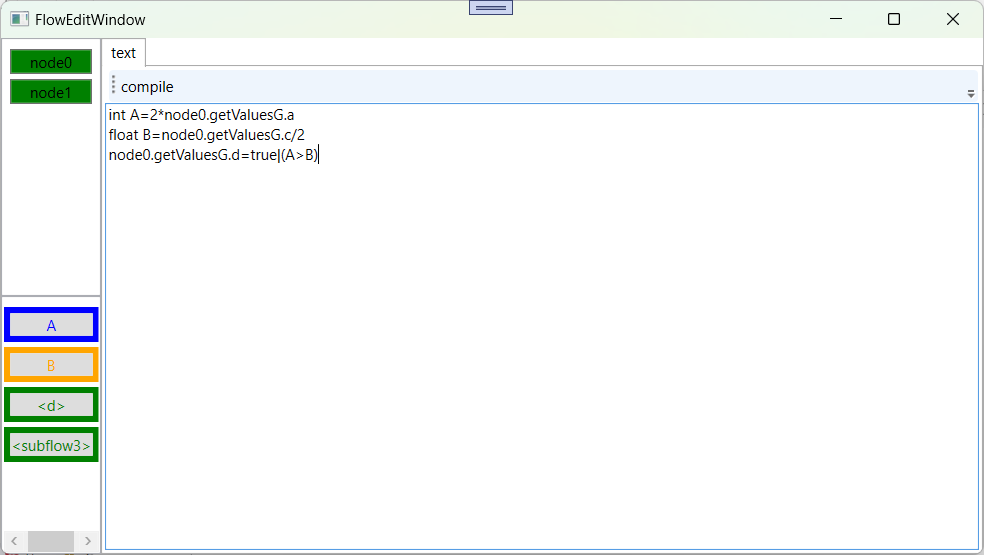 FlowEditWindow
node0
node1
text
compile
int A=2*node0.getValuesG.a
float B=node0.getValuesG.c/2
node0.getValuesG.d=true|(A>B)
A
B
<d>
<subflow3>